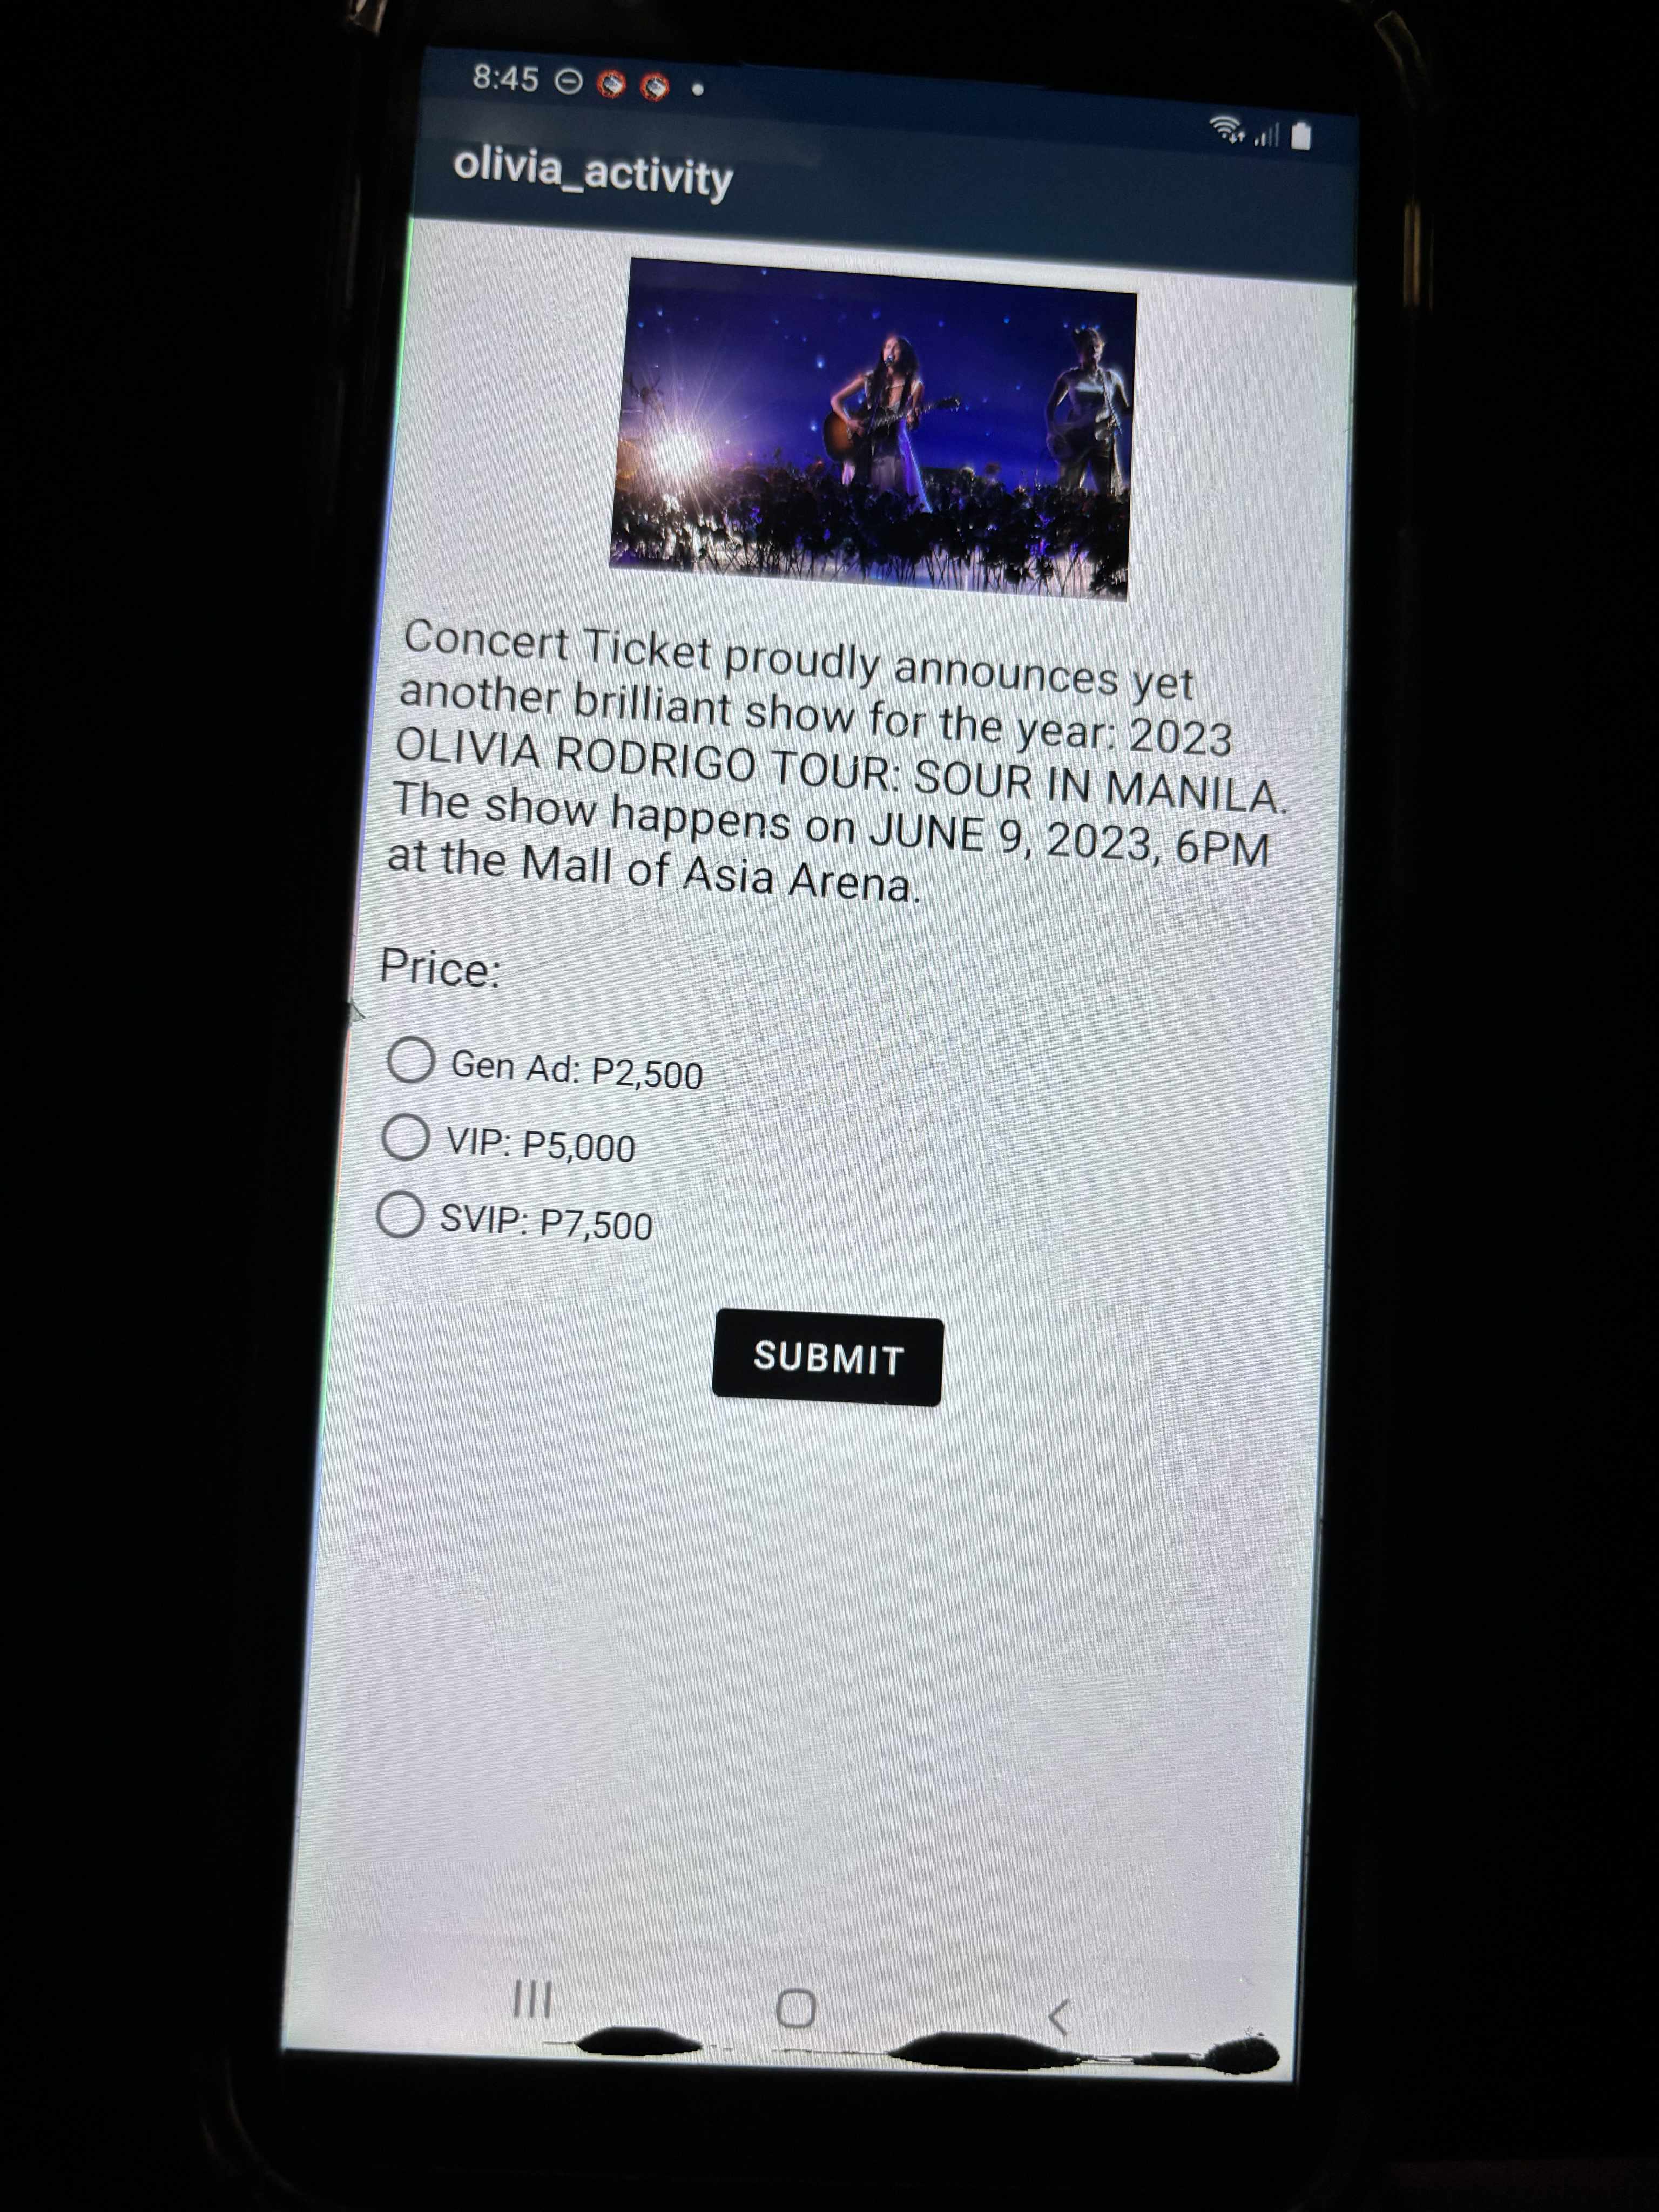 8:45
olivia_activity
Concert Ticket proudly announces yet
another brilliant show for the year: 2023
OLIVIA RODRIGO TOUR: SOUR IN MANILA.
The show happens on JUNE 9, 2023, 6PM
at the Mall of Asia Arena.
Price:
Gen Ad: P2,500
VIP: P5,000
SVIP: P7,500
SUBMIT